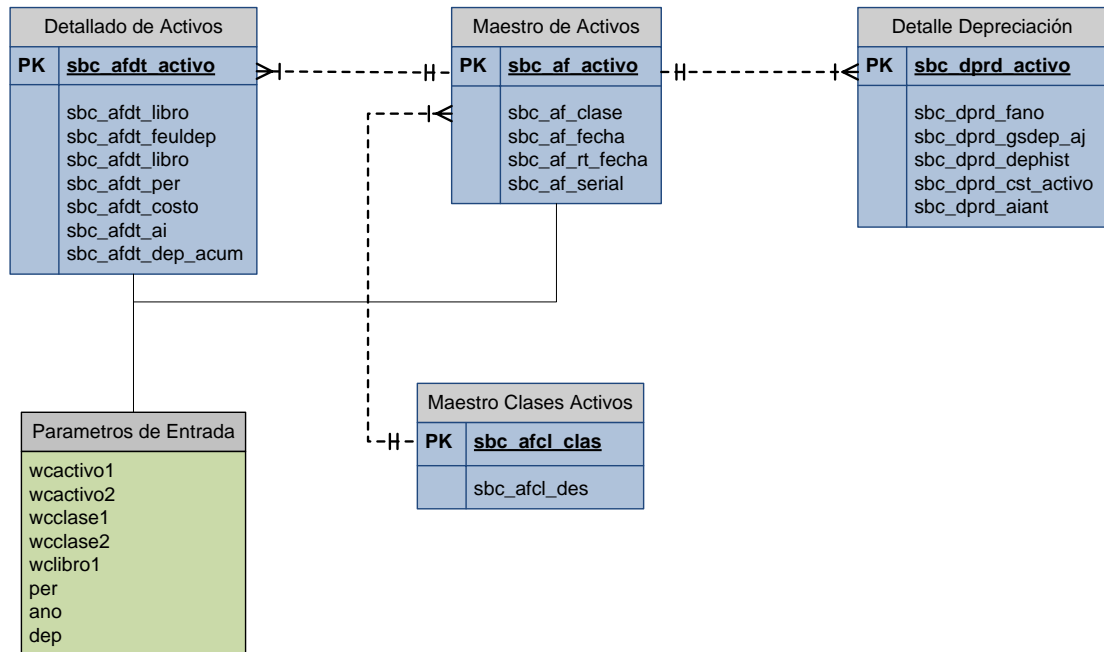 Detallado de Activos
PK sbc_afdt_activo
sbc_afdt_libro
sbc_afdt_feuldep
sbc_afdt_libro
sbc_afdt_per
sbc_afdt_costo
sbc_afdt_ai
sbc_afdt_dep_acum
Maestro de Activos
PK sbc_af_activo
sbc_af_clase
sbc_af_fecha
sbc_af_rt_fecha
sbc_af_serial
Detalle Depreciación
PK sbc_dprd_activo
sbc_dprd_fano
sbc_dprd_gsdep_aj
sbc_dprd_dephist
sbc_dprd_cst_activo
sbc_dprd_aiant
Maestro Clases Activos
PK sbc_afcl_clas
sbc_afcl_des
Parametros de Entrada
wcactivo1
wcactivo2
wcclase1
wcclase2
wclibro1
per
ano
dep